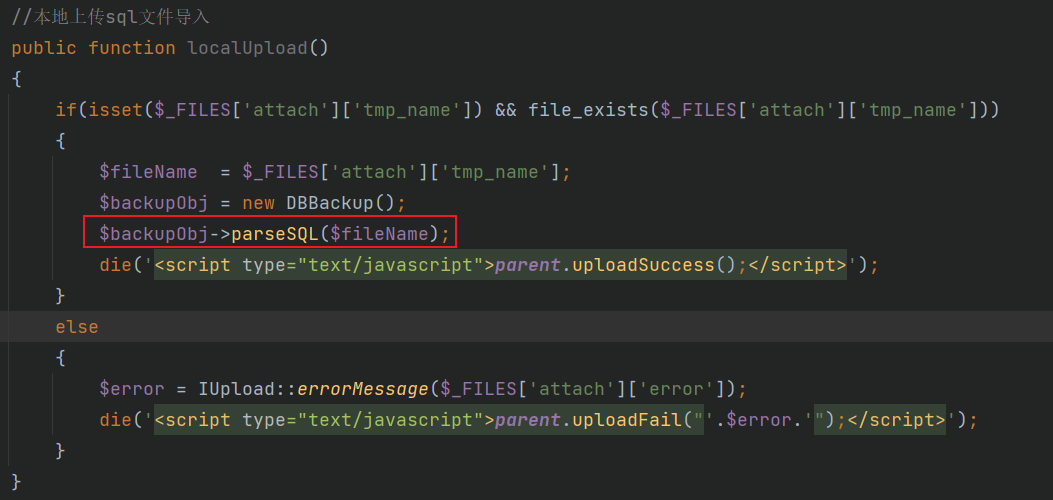 //本地上传sql文件导入
public function localUpload()
{
    if(isset($_FILES['attach']['tmp_name']) && file_exists($_FILES['attach']['tmp_name']))
    {
        $fileName  = $_FILES['attach']['tmp_name'];
        $backupObj = new DBBackup();
        $backupObj->parseSQL($fileName);
        die('<script type="text/javascript">parent.uploadSuccess();</script>');
    }
    else
    {
        $error = IUpload::errorMessage($_FILES['attach']['error']);
        die('<script type="text/javascript">parent.uploadFail("'.$error.'");</script>');
    }
}